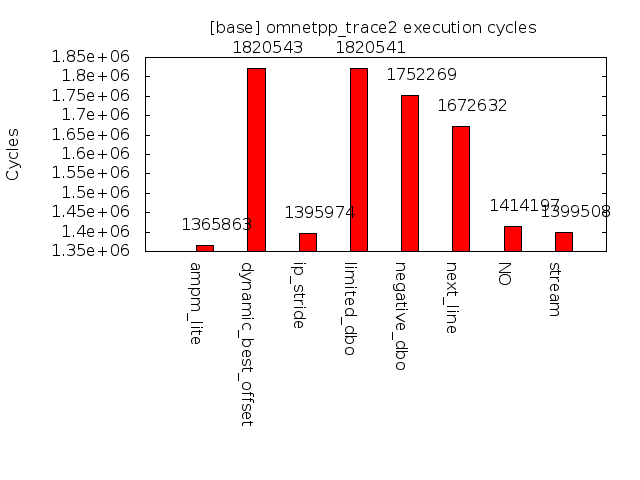 [base] omnetpp_trace2 execution cycles
1820543 1820541
1.85e+06
1.8e+06
1752269
1.75e+06
1672632
1.7e+06
1.65e+06
Cycles
1.6e+06
1.55e+06
1.5e+06
1.45e+06
1365863 1395974 1414197 1399508
1.4e+06
1.35e+06
ampm_lite
dynamic_best_offset
ip_stride
limited_dbo
negative_dbo
next_line
NO
stream